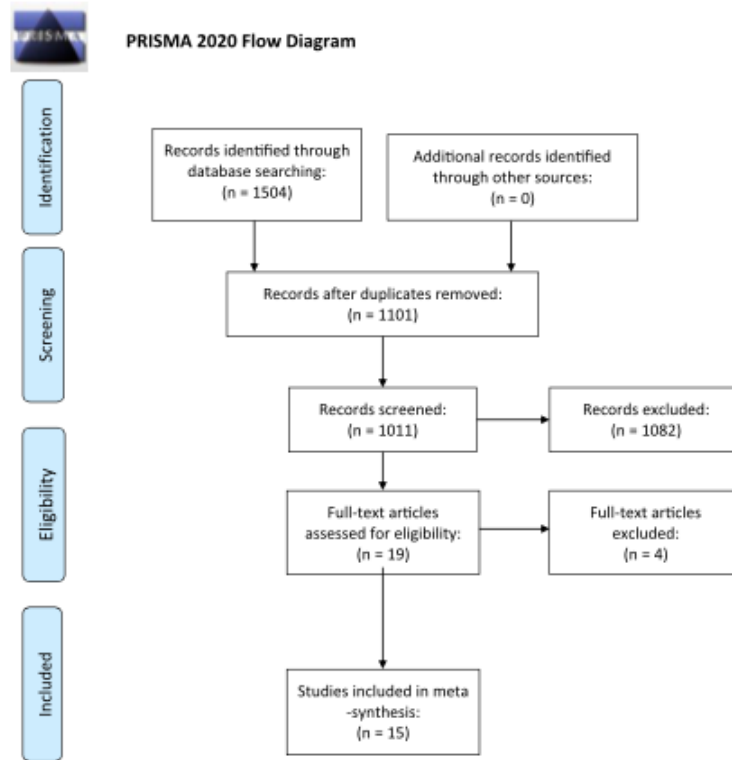 PRISMA
PRISMA 2020 Flow Diagram
Identification
Records identified through
database searching:
(n = 1504)
Additional records identified
through other sources:
(n = 0)
Screening
Records after duplicates removed:
(n = 1101)
Records screened:
(n = 1011)
Records excluded:
(n = 1082)
Eligibility
Full-text articles
assessed for eligibility:
(n = 19)
Full-text articles
excluded:
(n = 4)
Included
Studies included in meta
-synthesis:
(n = 15)